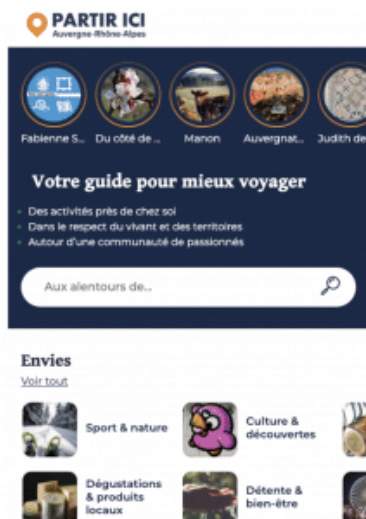 PARTIR ICI
Auvergne-Rhône-Alpes
Fabienne S... Du côté de ... Manon Auvergnat... Judith de
Votre guide pour mieux voyager
Des activités près de chez soi
Dans le respect du vivant et des territoires
Autour d'une communauté de passionnés
Aux alentours de...
Envies
Voir tout
Sport & nature
Culture &
découvertes
Dégustations
& produits
locaux
Détente &
bien-être